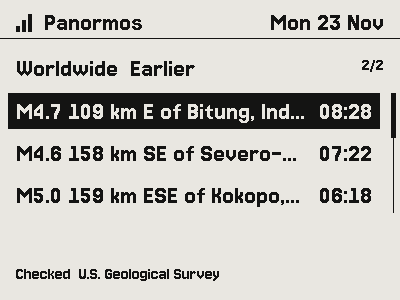 Panormos Mon 23 Nov
Worldwide Earlier 2/2
M4.7 109 km E of Bitung, Ind... 08:28
M4.6 158 km SE of Severo-... 07:22
M5.0 159 km ESE of Kokopo,... 06:18
Checked U.S. Geological Survey